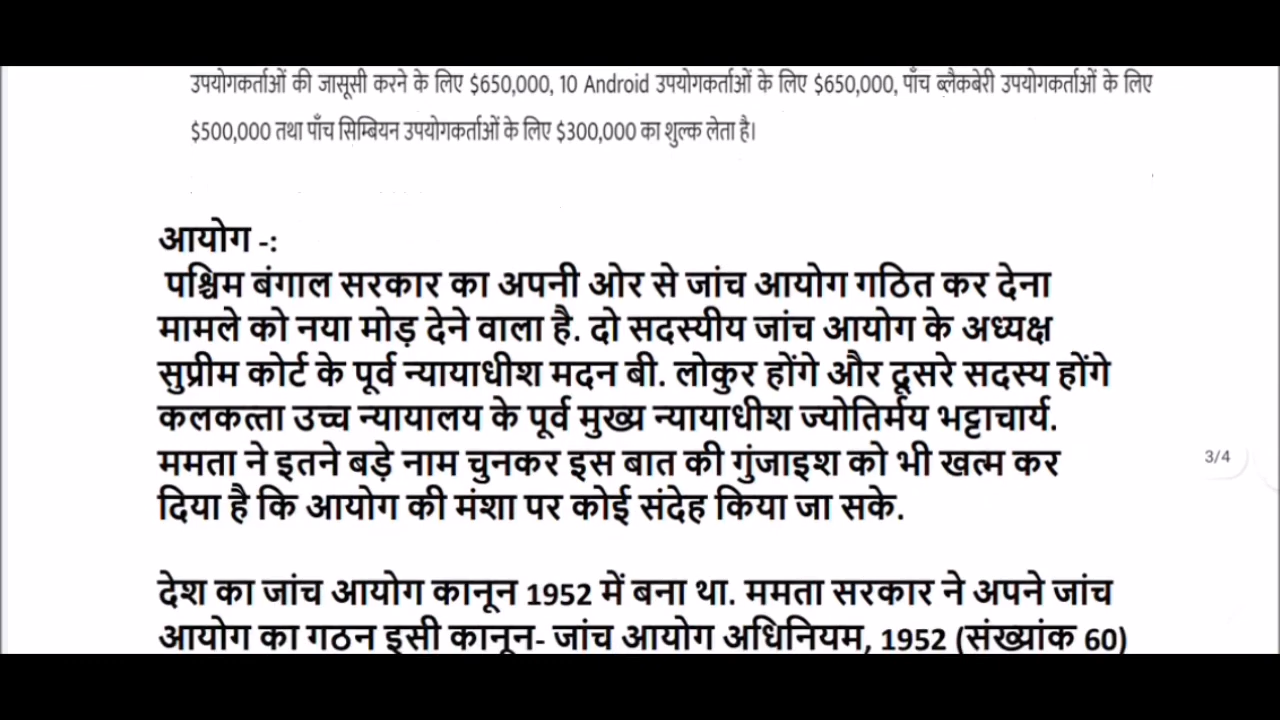 उपयोगकर्ताओं की जासूसी करने के लिए $650,000, 10 Android उपयोगकर्ताओं के लिए $650,000, पाँच ब्लैकबेरी उपयोगकर्ताओं के लिए
$500,000 तथा पाँच सिम्बियन उपयोगकर्ताओं के लिए $300,000 का शुल्क लेता है।
आयोग -:
पश्चिम बंगाल सरकार का अपनी ओर से जांच आयोग गठित कर देना
मामले को नया मोड़ देने वाला है. दो सदस्यीय जांच आयोग के अध्यक्ष
सुप्रीम कोर्ट के पूर्व न्यायाधीश मदन बी. लोकुर होंगे और दूसरे सदस्य होंगे
कलकत्ता उच्च न्यायालय के पूर्व मुख्य न्यायाधीश ज्योतिर्मय भट्टाचार्य.
ममता ने इतने बड़े नाम चुनकर इस बात की गुंजाइश को भी खत्म कर
3/4
दिया है कि आयोग की मंशा पर कोई संदेह किया जा सके.
देश का जांच आयोग कानून 1952 में बना था. ममता सरकार ने अपने जांच
आयोग का गठन इसी कानून- जांच आयोग अधिनियम, 1952 (संख्यांक 60)